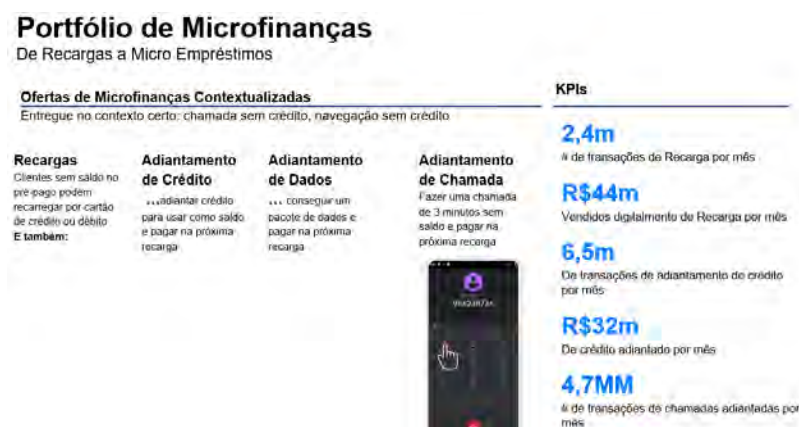 Portfólio de Microfinanças
De Recargas a Micro Empréstimos
Ofertas de Microfinanças Contextualizadas
Entregue no contexto certo: chamada sem crédito, navegação sem crédito
Recargas
Clientes sem saldo no
pré-pago podem
recarregar por cartão
de crédito ou débito
E também:
Adiantamento
de Crédito
...adiantar crédito
para usar como saldo
e pagar na próxima
recarga
Adiantamento
de Dados
... conseguir um
pacote de dados e
pagar na próxima
recarga
Adiantamento
de Chamada
Fazer uma chamada
de 3 minutos sem
saldo e pagar na
próxima recarga
KPIs
2,4m
# de transações de Recarga por mês
R$44m
Vendidos digitalmente de Recarga por mês
6,5m
De transações de adiantamento de crédito
por mês
R$32m
De crédito adiantado por mês
4,7MM
# de transações de chamadas adiantadas por
mês